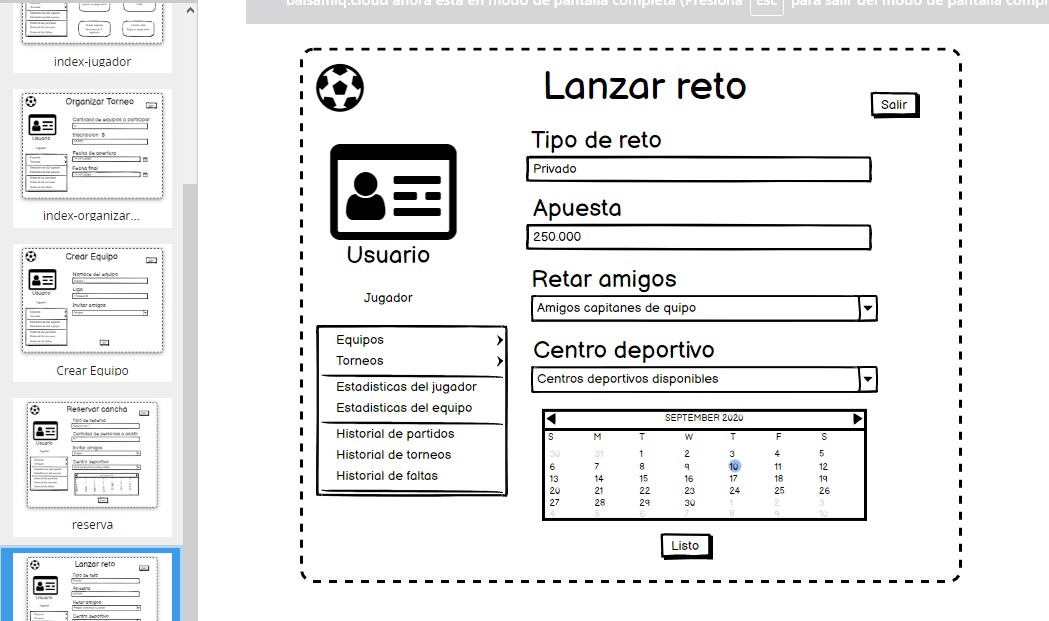 balsamiq.cloud ahora está en modo de pantalla completa (Presiona Esc para salir del modo de pantalla compl
index-jugador
Organizar Torneo
Cantidad de equipos a participar
Inscripcion $
Fecha de apertura
Fecha final
Usuario
index-organizar...
Crear Equipo
Nombre del equipo
Liga
Invitar amigos
Usuario
Crear Equipo
Reservar cancha
Tipo de reserva
Cantidad de personas a asistir
Invitar amigos
Centro deportivo
Usuario
reserva
Lanzar reto
Tipo de reto
Apuesta
Retar amigos
Centro deportivo
Usuario
Lanzar reto
Salir
Tipo de reto
Privado
Apuesta
250.000
Usuario
Retar amigos
Jugador
Amigos capitanes de quipo
Equipos
Torneos
Estadisticas del jugador
Estadisticas del equipo
Historial de partidos
Historial de torneos
Historial de faltas
Centro deportivo
Centros deportivos disponibles
SEPTEMBER 2020
S M T W T F S
30 31 1 2 3 4 5
6 7 8 9 10 11 12
13 14 15 16 17 18 19
20 21 22 23 24 25 26
27 28 29 30 1 2 3
4 5 6 7 8 9 10
Listo